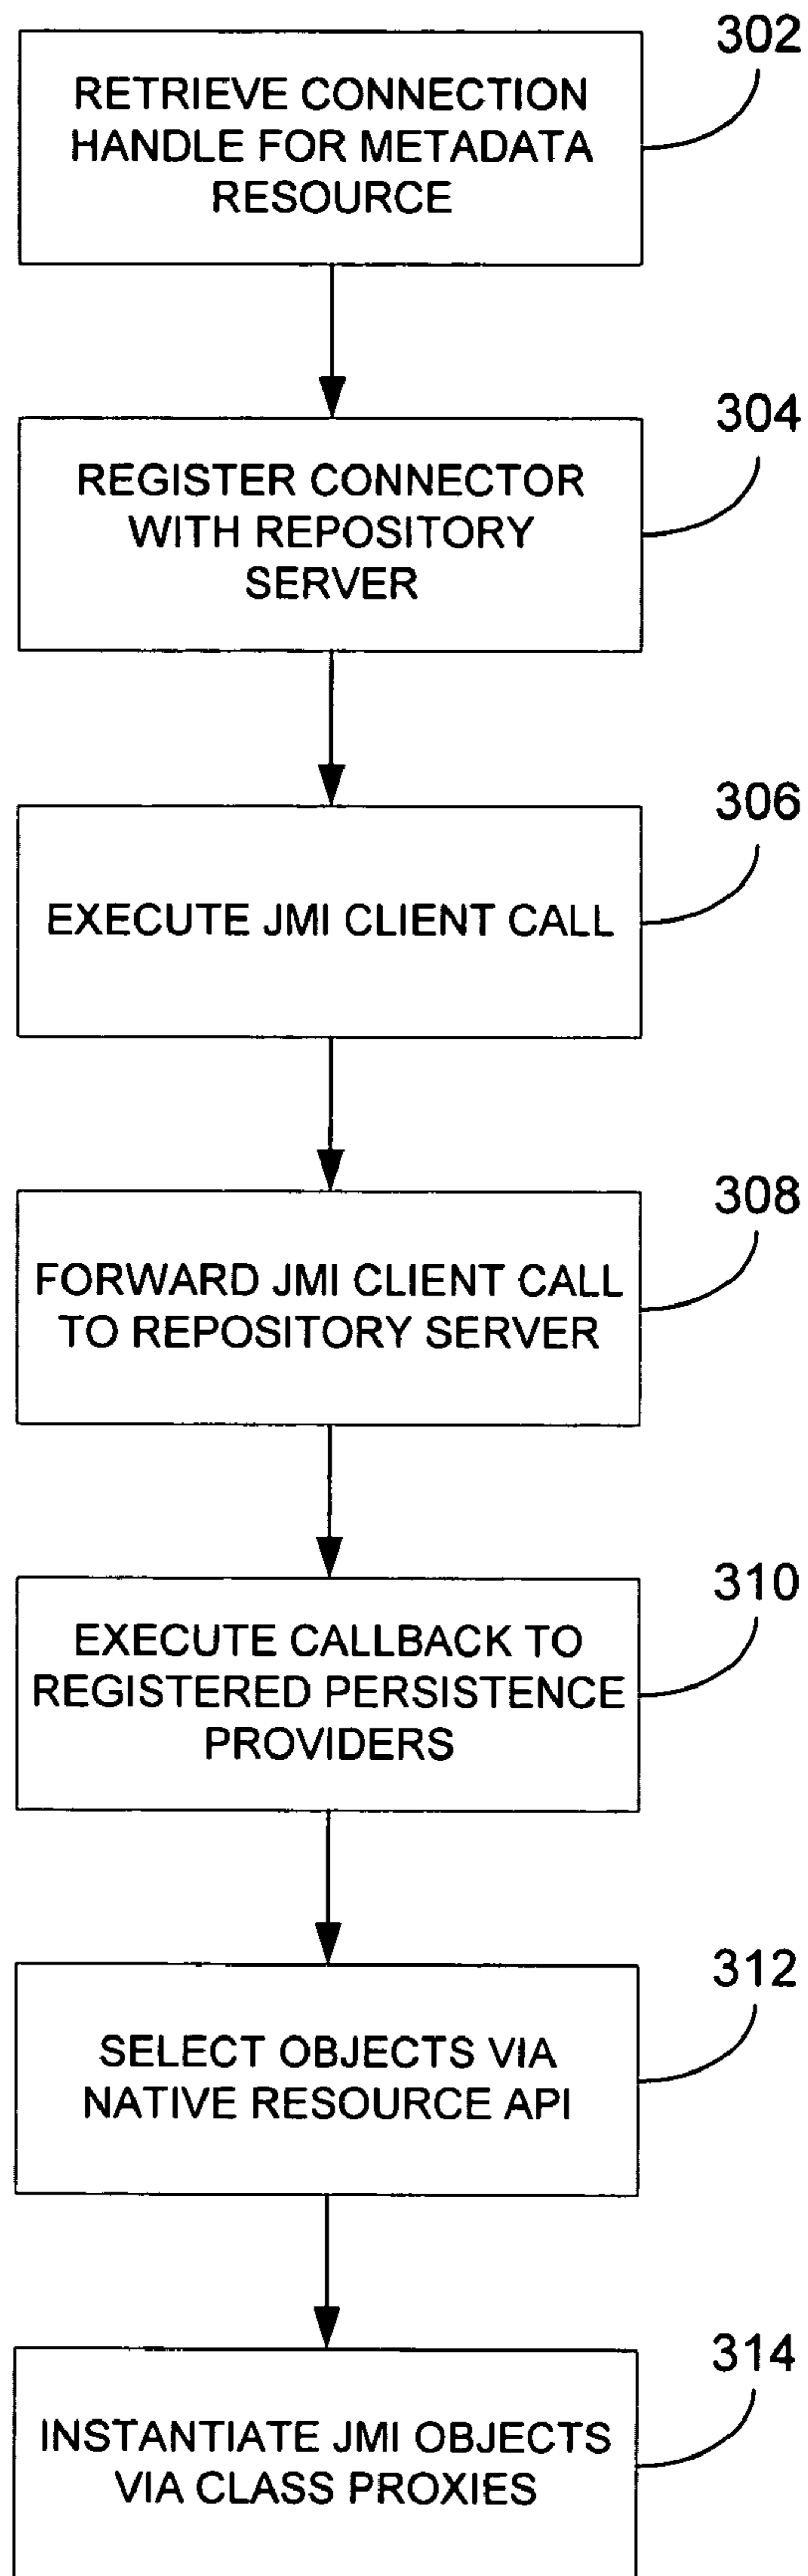 302
RETRIEVE CONNECTION
HANDLE FOR METADATA
RESOURCE
304
REGISTER CONNECTOR
WITH REPOSITORY
SERVER
306
EXECUTE JMI CLIENT CALL
308
FORWARD JMI CLIENT CALL
TO REPOSITORY SERVER
310
EXECUTE CALLBACK TO
REGISTERED PERSISTENCE
PROVIDERS
312
SELECT OBJECTS VIA
NATIVE RESOURCE API
314
INSTANTIATE JMI OBJECTS
VIA CLASS PROXIES